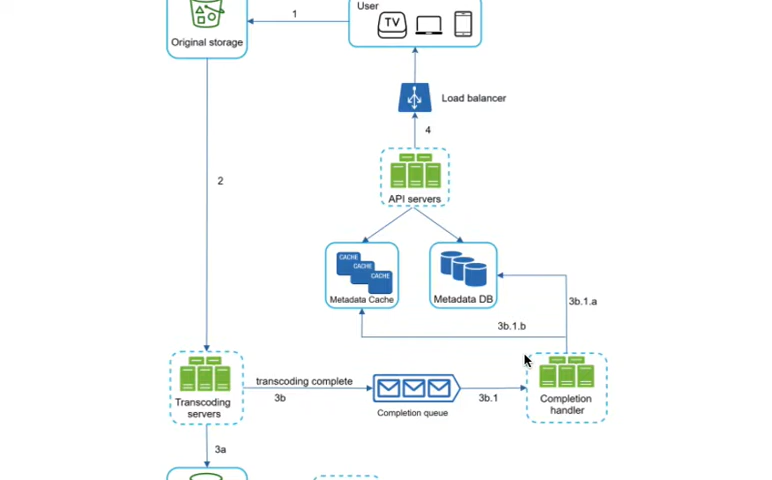 User
TV
1
Original storage
Load balancer
4
2
API servers
CACHE
CACHE
CACHE
Metadata Cache
Metadata DB
3b.1.a
3b.1.b
transcoding complete
3b
3b.1
Transcoding
servers
Completion queue
Completion
handler
3a